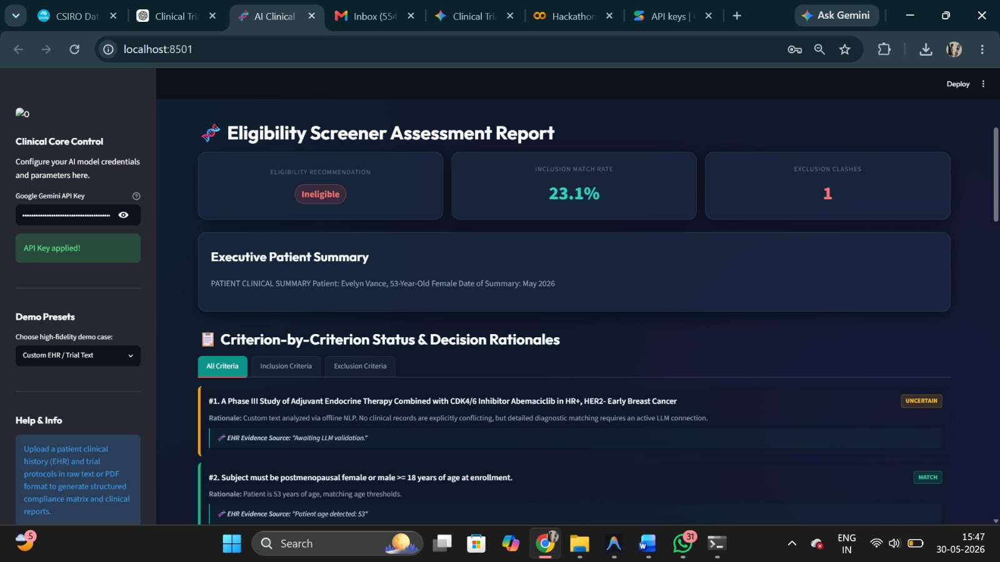 CSIRO Dat
Clinical Tri
AI Clinical
Inbox (554
Clinical Tri
Hackathon
API keys |
Ask Gemini
localhost:8501
Deploy
Clinical Core Control
Configure your AI model credentials
and parameters here.
Google Gemini API Key
API Key applied!
Demo Presets
Choose high-fidelity demo case:
Custom EHR / Trial Text
Help & Info
Upload a patient clinical
history (EHR) and trial
protocols in raw text or PDF
format to generate structured
compliance matrix and clinical
reports.
Eligibility Screener Assessment Report
ELIGIBILITY RECOMMENDATION
Ineligible
INCLUSION MATCH RATE
23.1%
EXCLUSION CLASHES
1
Executive Patient Summary
PATIENT CLINICAL SUMMARY Patient: Evelyn Vance, 53-Year-Old Female Date of Summary: May 2026
Criterion-by-Criterion Status & Decision Rationales
All Criteria
Inclusion Criteria
Exclusion Criteria
#1. A Phase III Study of Adjuvant Endocrine Therapy Combined with CDK4/6 Inhibitor Abemaciclib in HR+, HER2- Early Breast Cancer
UNCERTAIN
Rationale: Custom text analyzed via offline NLP. No clinical records are explicitly conflicting, but detailed diagnostic matching requires an active LLM connection.
EHR Evidence Source: "Awaiting LLM validation."
#2. Subject must be postmenopausal female or male >= 18 years of age at enrollment.
MATCH
Rationale: Patient is 53 years of age, matching age thresholds.
EHR Evidence Source: "Patient age detected: 53"
5
Search
31
ENG
IN
15:47
30-05-2026